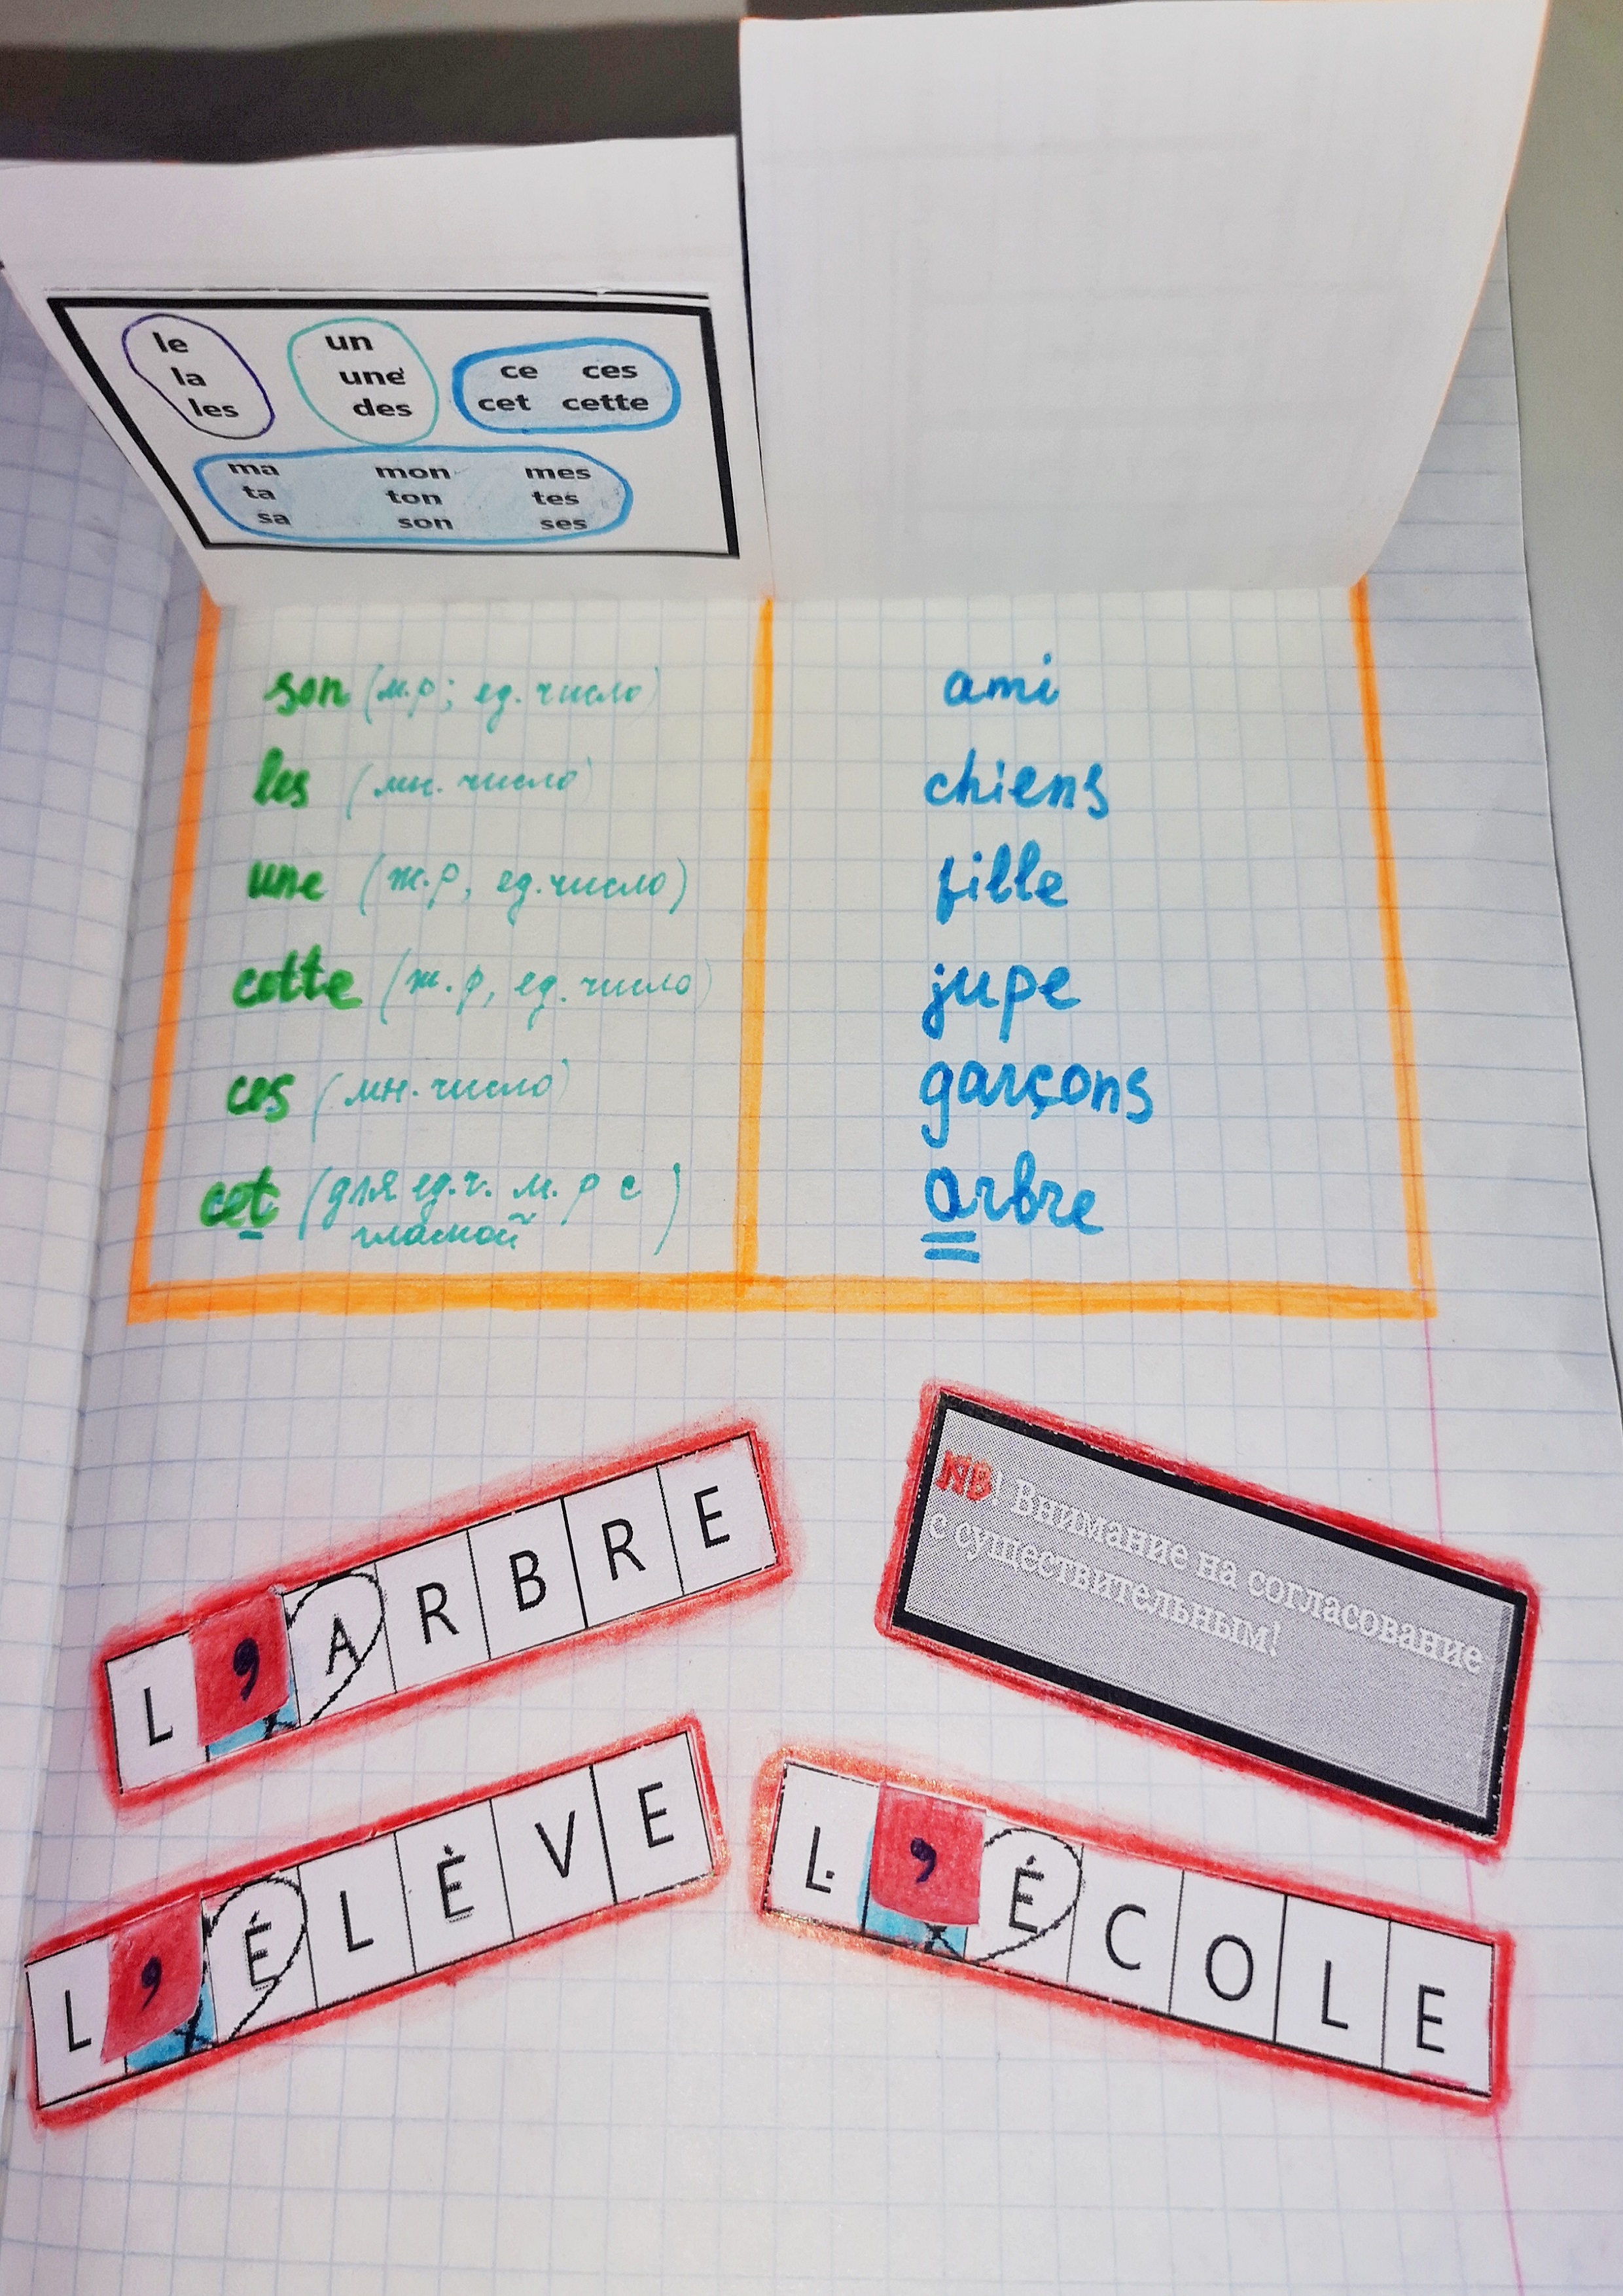 le
la
les
un
une
des
ce ces
cet cette
ma mon mes
ta ton tes
sa son ses
son (м.р; ед. число) ami
les (мн. число) chiens
une (ж.р, ед. число) fille
cette (ж.р, ед. число) jupe
ces (мн. число) garçons
cet (для ед.ч. м. р с arbre
гласной)
L'ARBRE
NB! Внимание на согласование
с существительным!
L'ÉLÈVE
L'ÉCOLE